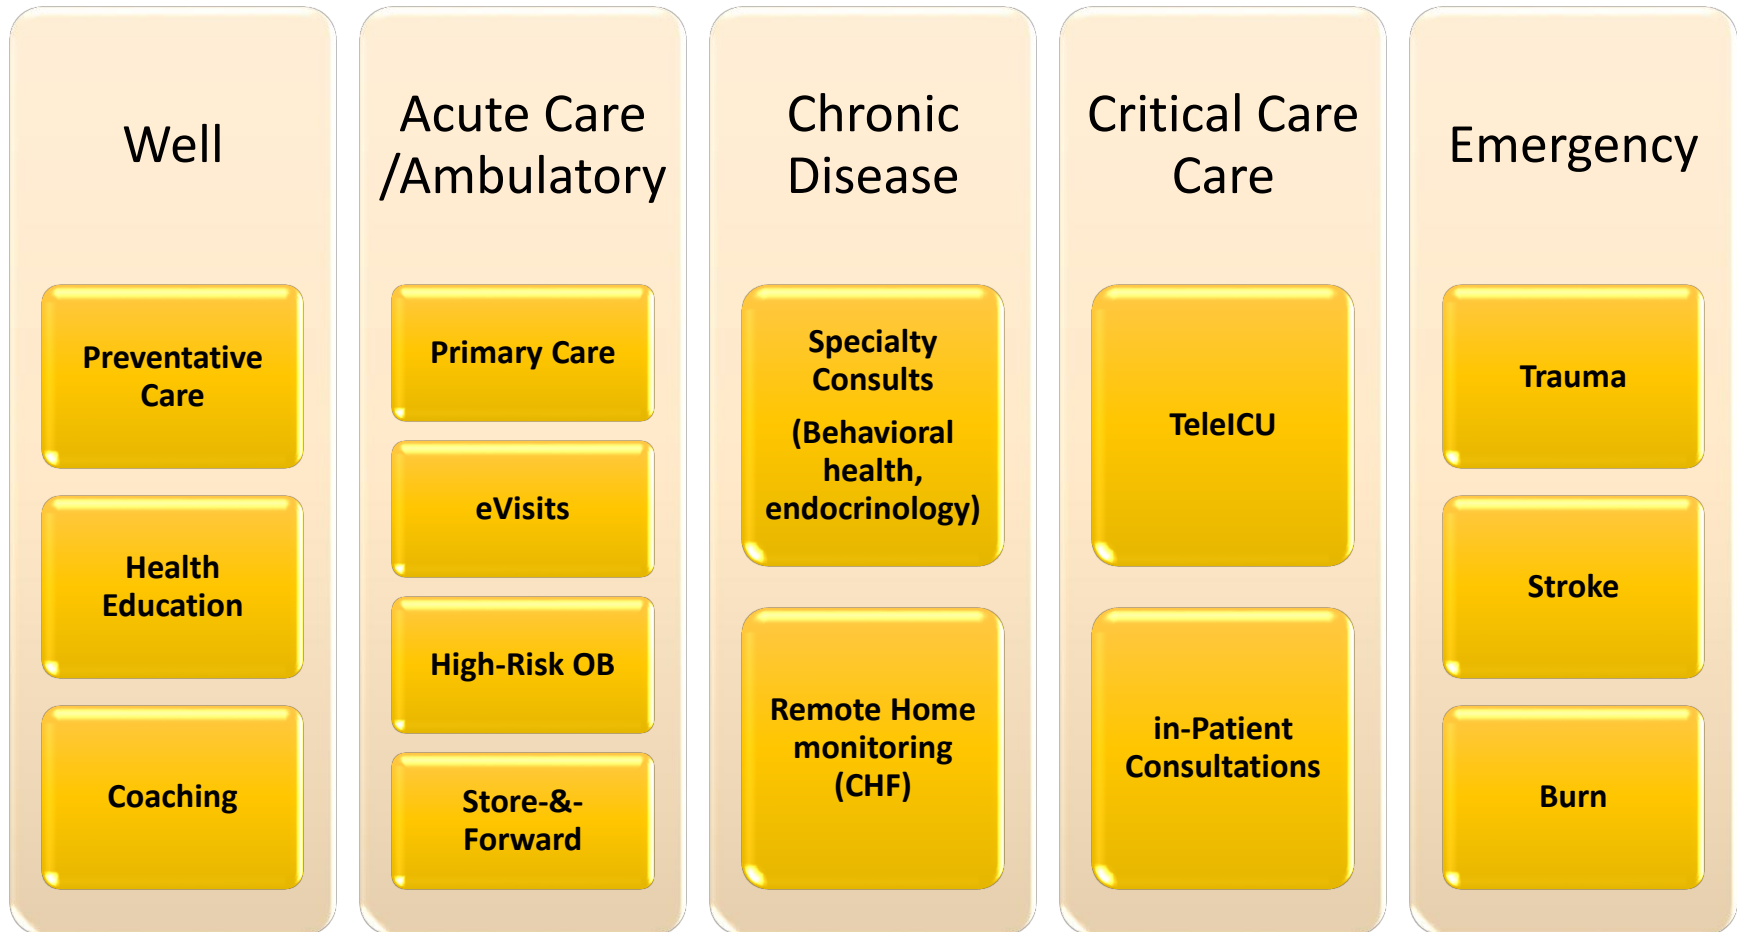 Well
Preventative
Care
Health
Education
Coaching
Acute Care
/Ambulatory
Primary Care
eVisits
High-Risk OB
Store-&-
Forward
Chronic
Disease
Specialty
Consults
(Behavioral
health,
endocrinology)
Remote Home
monitoring
(CHF)
Critical Care
Care
TeleICU
in-Patient
Consultations
Emergency
Trauma
Stroke
Burn